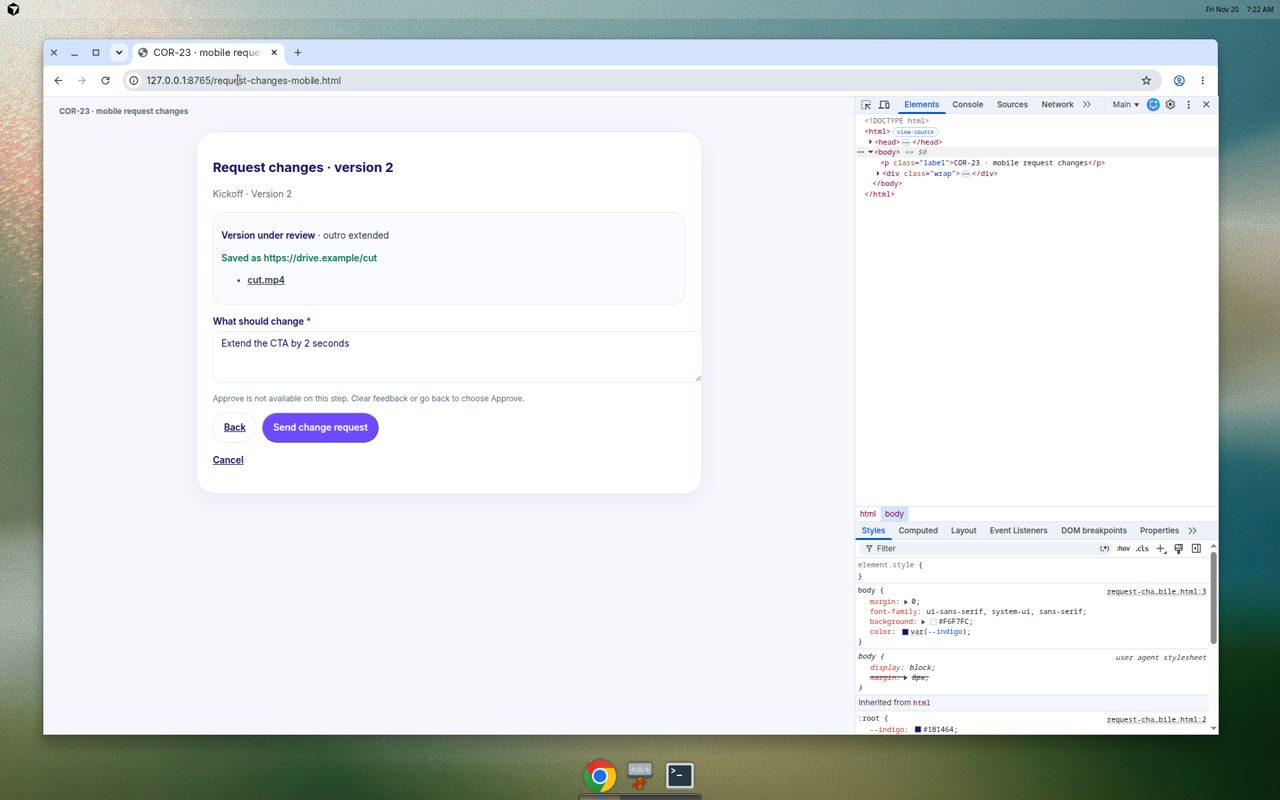 Fri Nov 20 7:22 AM
COR-23 · mobile reque
127.0.0.1:8765/request-changes-mobile.html
COR-23 · mobile request changes
Request changes · version 2
Kickoff · Version 2
Version under review · outro extended
Saved as https://drive.example/cut
• cut.mp4
What should change *
Extend the CTA by 2 seconds
Approve is not available on this step. Clear feedback or go back to choose Approve.
Back Send change request
Cancel
Elements Console Sources Network Main
<!DOCTYPE html>
<html> view-source
<head> ⋯ </head>
<body> == $0
<p class="label">COR-23 · mobile request changes</p>
<div class="wrap"> ⋯ </div>
</body>
</html>
html body
Styles Computed Layout Event Listeners DOM breakpoints Properties
Filter (.*) :hov .cls
element.style {
}
body { request-cha…bile.html:3
margin: 0;
font-family: ui-sans-serif, system-ui, sans-serif;
background: #F6F7FC;
color: var(--indigo);
}
body { user agent stylesheet
display: block;
margin: 8px;
}
Inherited from html
:root { request-cha…bile.html:2
--indigo: #1B1464;